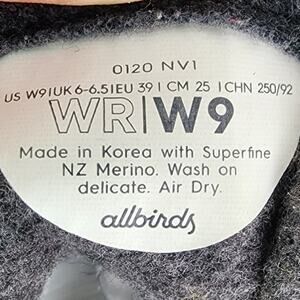 0120 NV1
US W9|UK 6-6.5|EU 39|CM 25|CHN 250/92
WR|W9
Made in Korea with Superfine
NZ Merino. Wash on
delicate. Air Dry.
allbirds